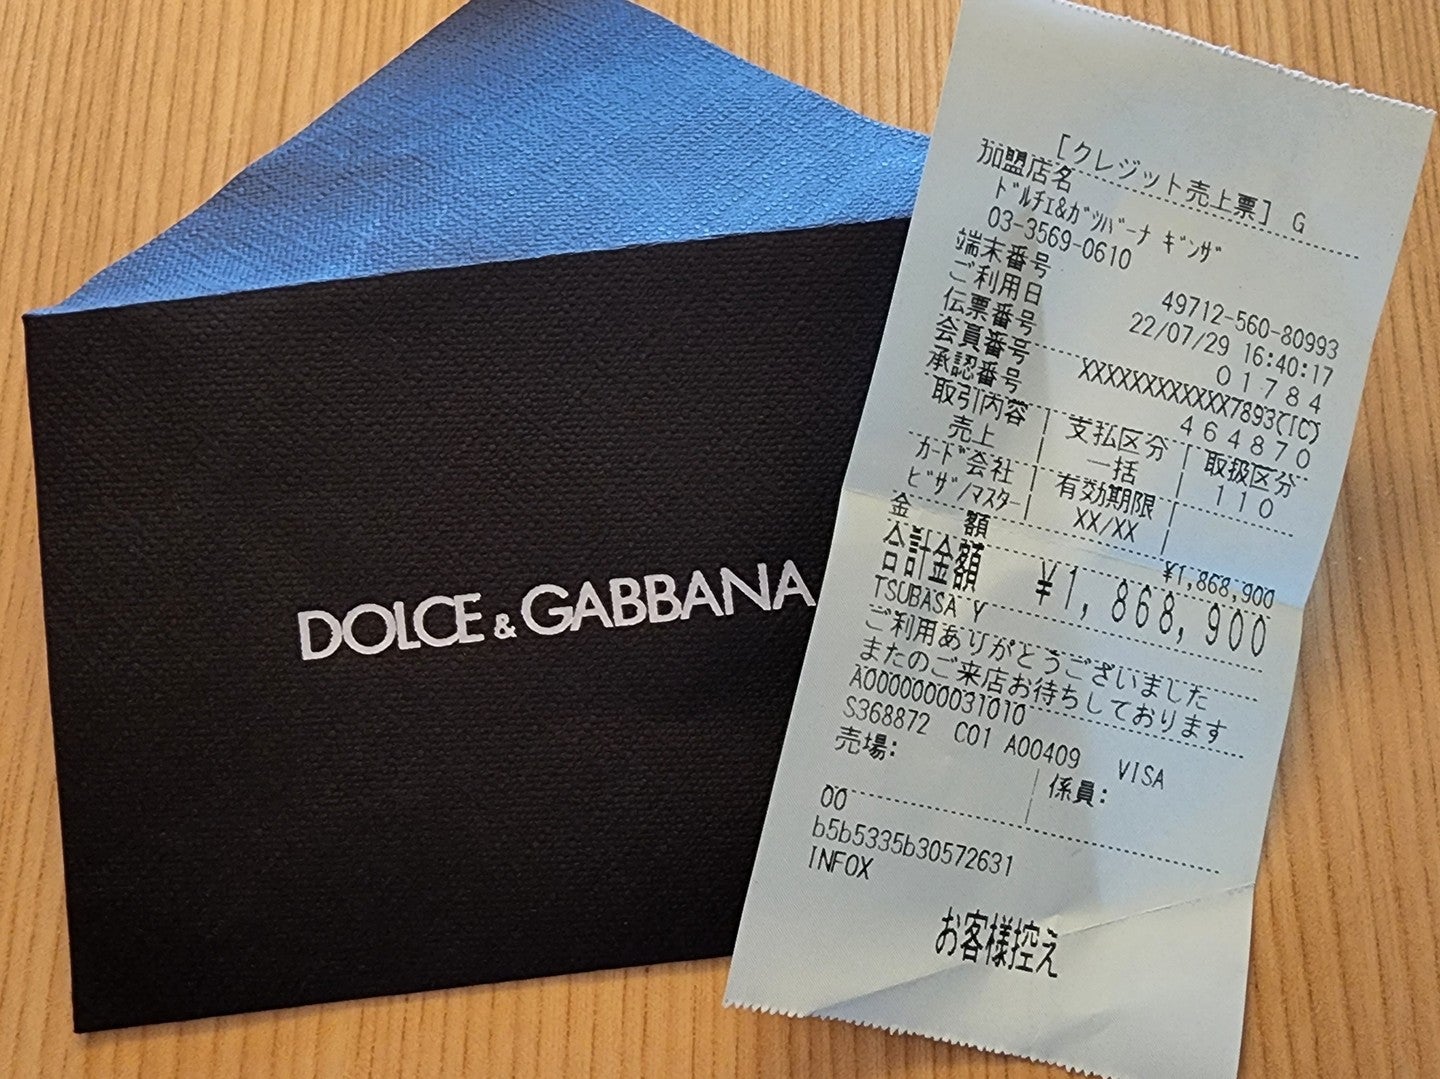 DOLCE & GABBANA
[クレジット売上票] G
加盟店名
ドルチェ&ガッバーナ ギンザ
03-3569-0610
端末番号 49712-560-80993
ご利用日 22/07/29 16:40:17
伝票番号 01784
会員番号 XXXXXXXXXXXX7893(IC)
承認番号 464870
取引内容 支払区分 取扱区分
売上 一括 110
カード会社 有効期限
ビザ/マスター XX/XX
金 額 ¥1,868,900
合計金額 ¥1,868,900
TSUBASA Y
ご利用ありがとうございました
またのご来店お待ちしております
A0000000031010
S368872 C01 A00409 VISA
売場: 係員:
00
b5b5335b30572631
INFOX
お客様控え